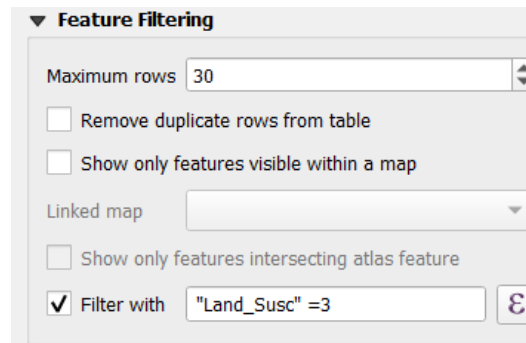 Feature Filtering
Maximum rows 30
Remove duplicate rows from table
Show only features visible within a map
Linked map
Show only features intersecting atlas feature
Filter with "Land_Susc" =3 ε